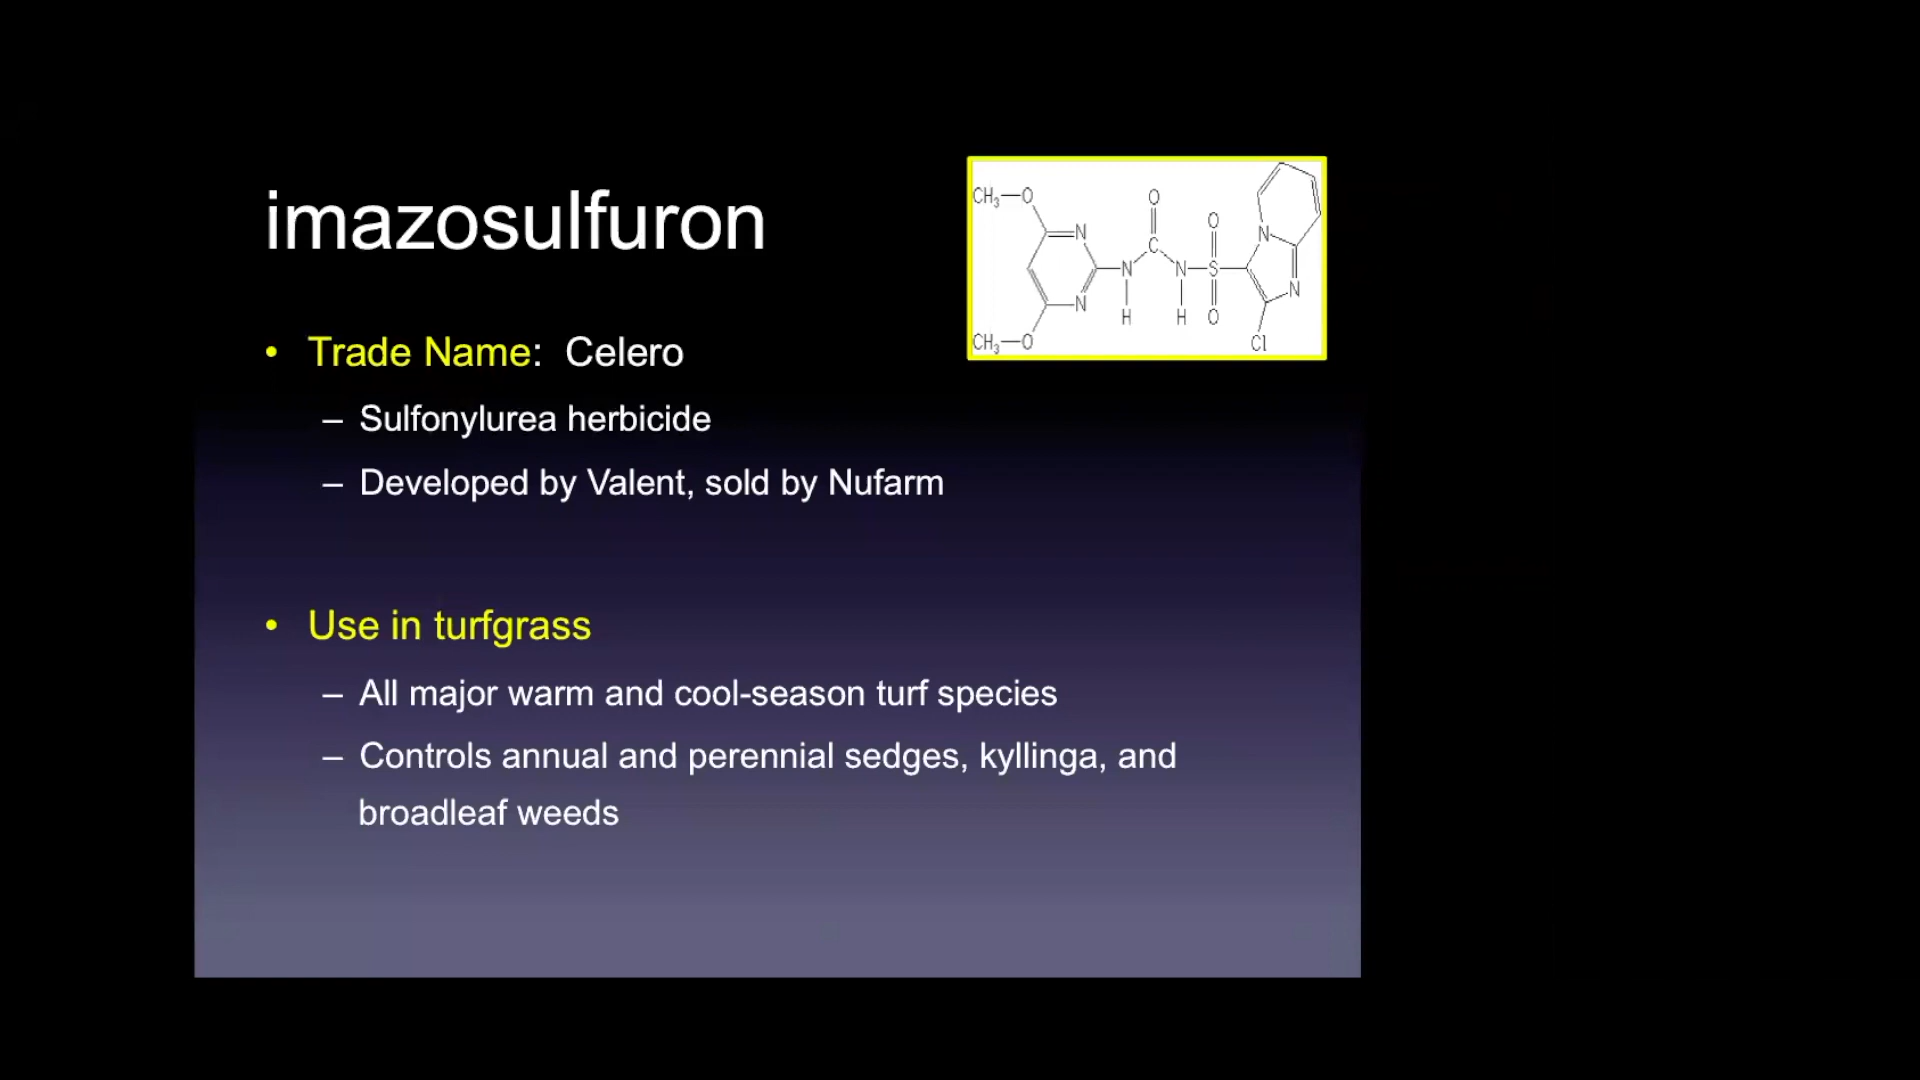 imazosulfuron
• Trade Name: Celero
– Sulfonylurea herbicide
– Developed by Valent, sold by Nufarm
• Use in turfgrass
– All major warm and cool-season turf species
– Controls annual and perennial sedges, kyllinga, and
broadleaf weeds
CH₃—O
O
O
N
N
C
N
N
S
N
N
H
H
O
CH₃—O
Cl